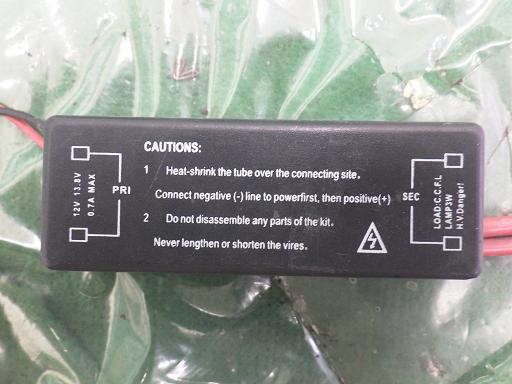 CAUTIONS:
1 Heat-shrink the tube over the connecting site.
Connect negative (-) line to powerfirst, then positive(+)
2 Do not disassemble any parts of the kit.
Never lengthen or shorten the vires.
12V 13.8V
0.7A MAX
PRI
SEC
LOAD:C.C.F.L
LAMP3W
H.V.Danger!